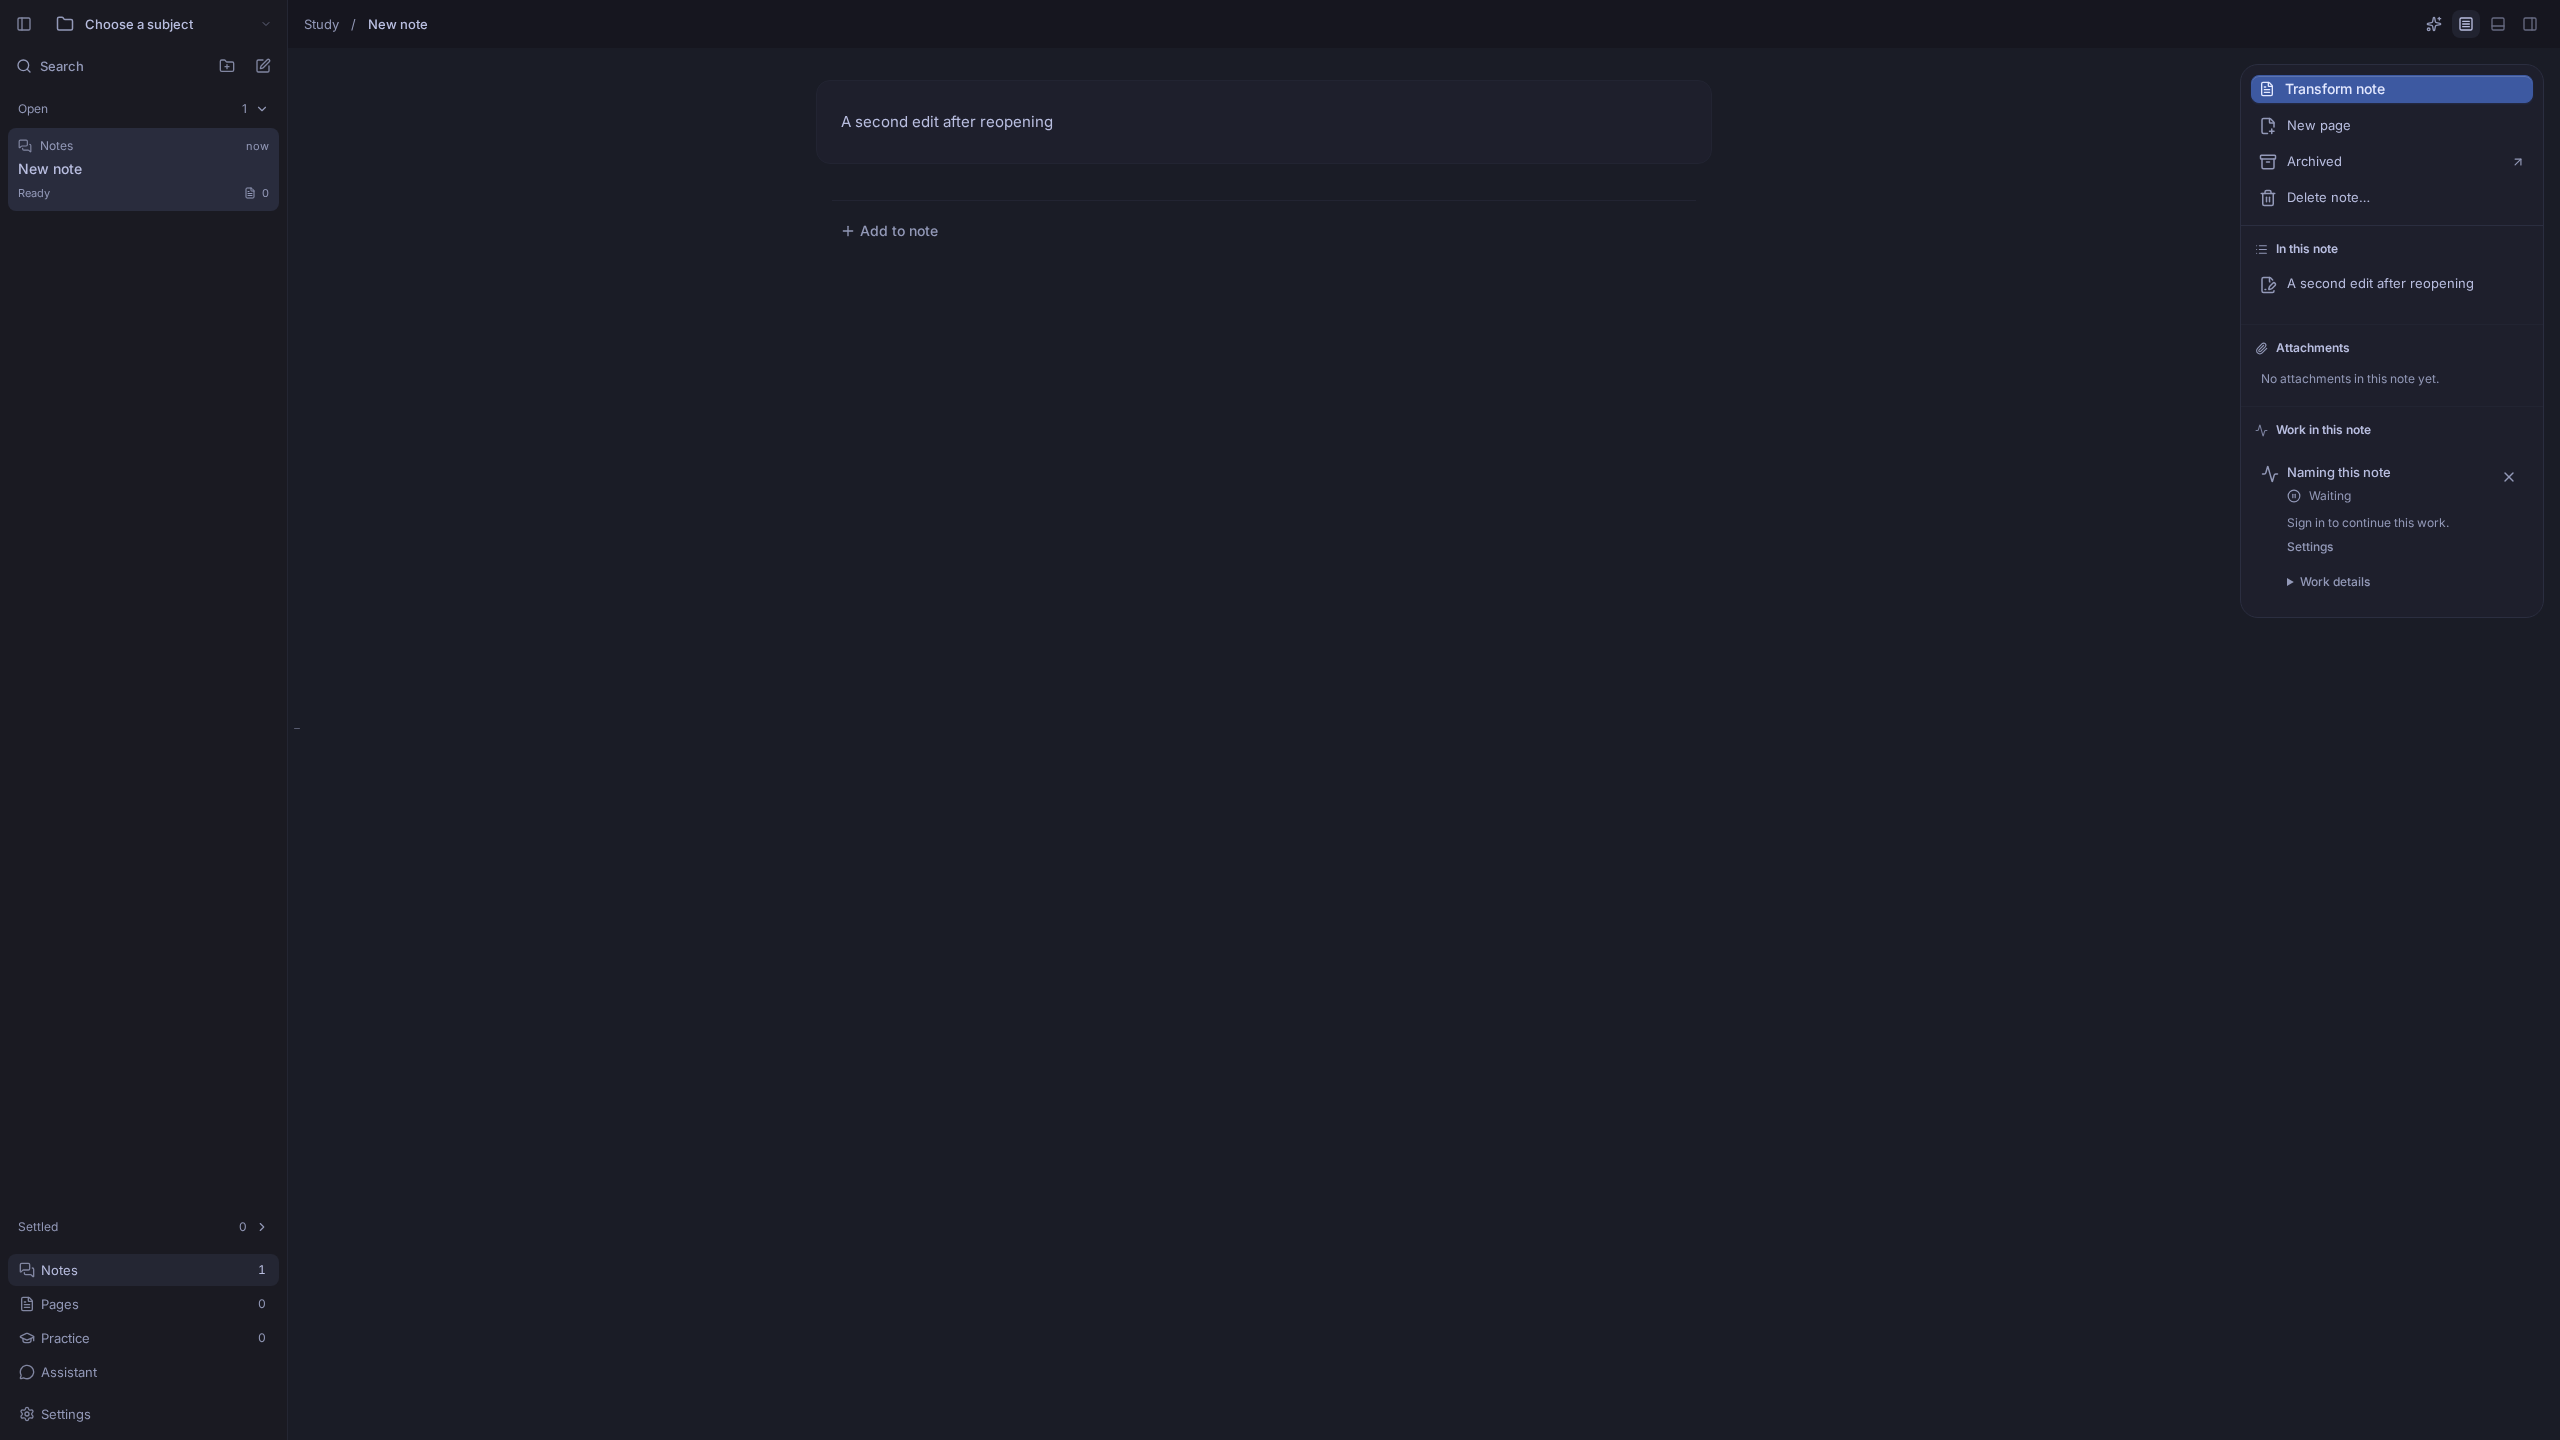 Choose a subject
Search
Open 1
Notes now
New note
Ready 0
Settled 0
Notes 1
Pages 0
Practice 0
Assistant
Settings
Study / New note
A second edit after reopening
Add to note
Transform note
New page
Archived
Delete note...
In this note
A second edit after reopening
Attachments
No attachments in this note yet.
Work in this note
Naming this note
Waiting
Sign in to continue this work.
Settings
Work details